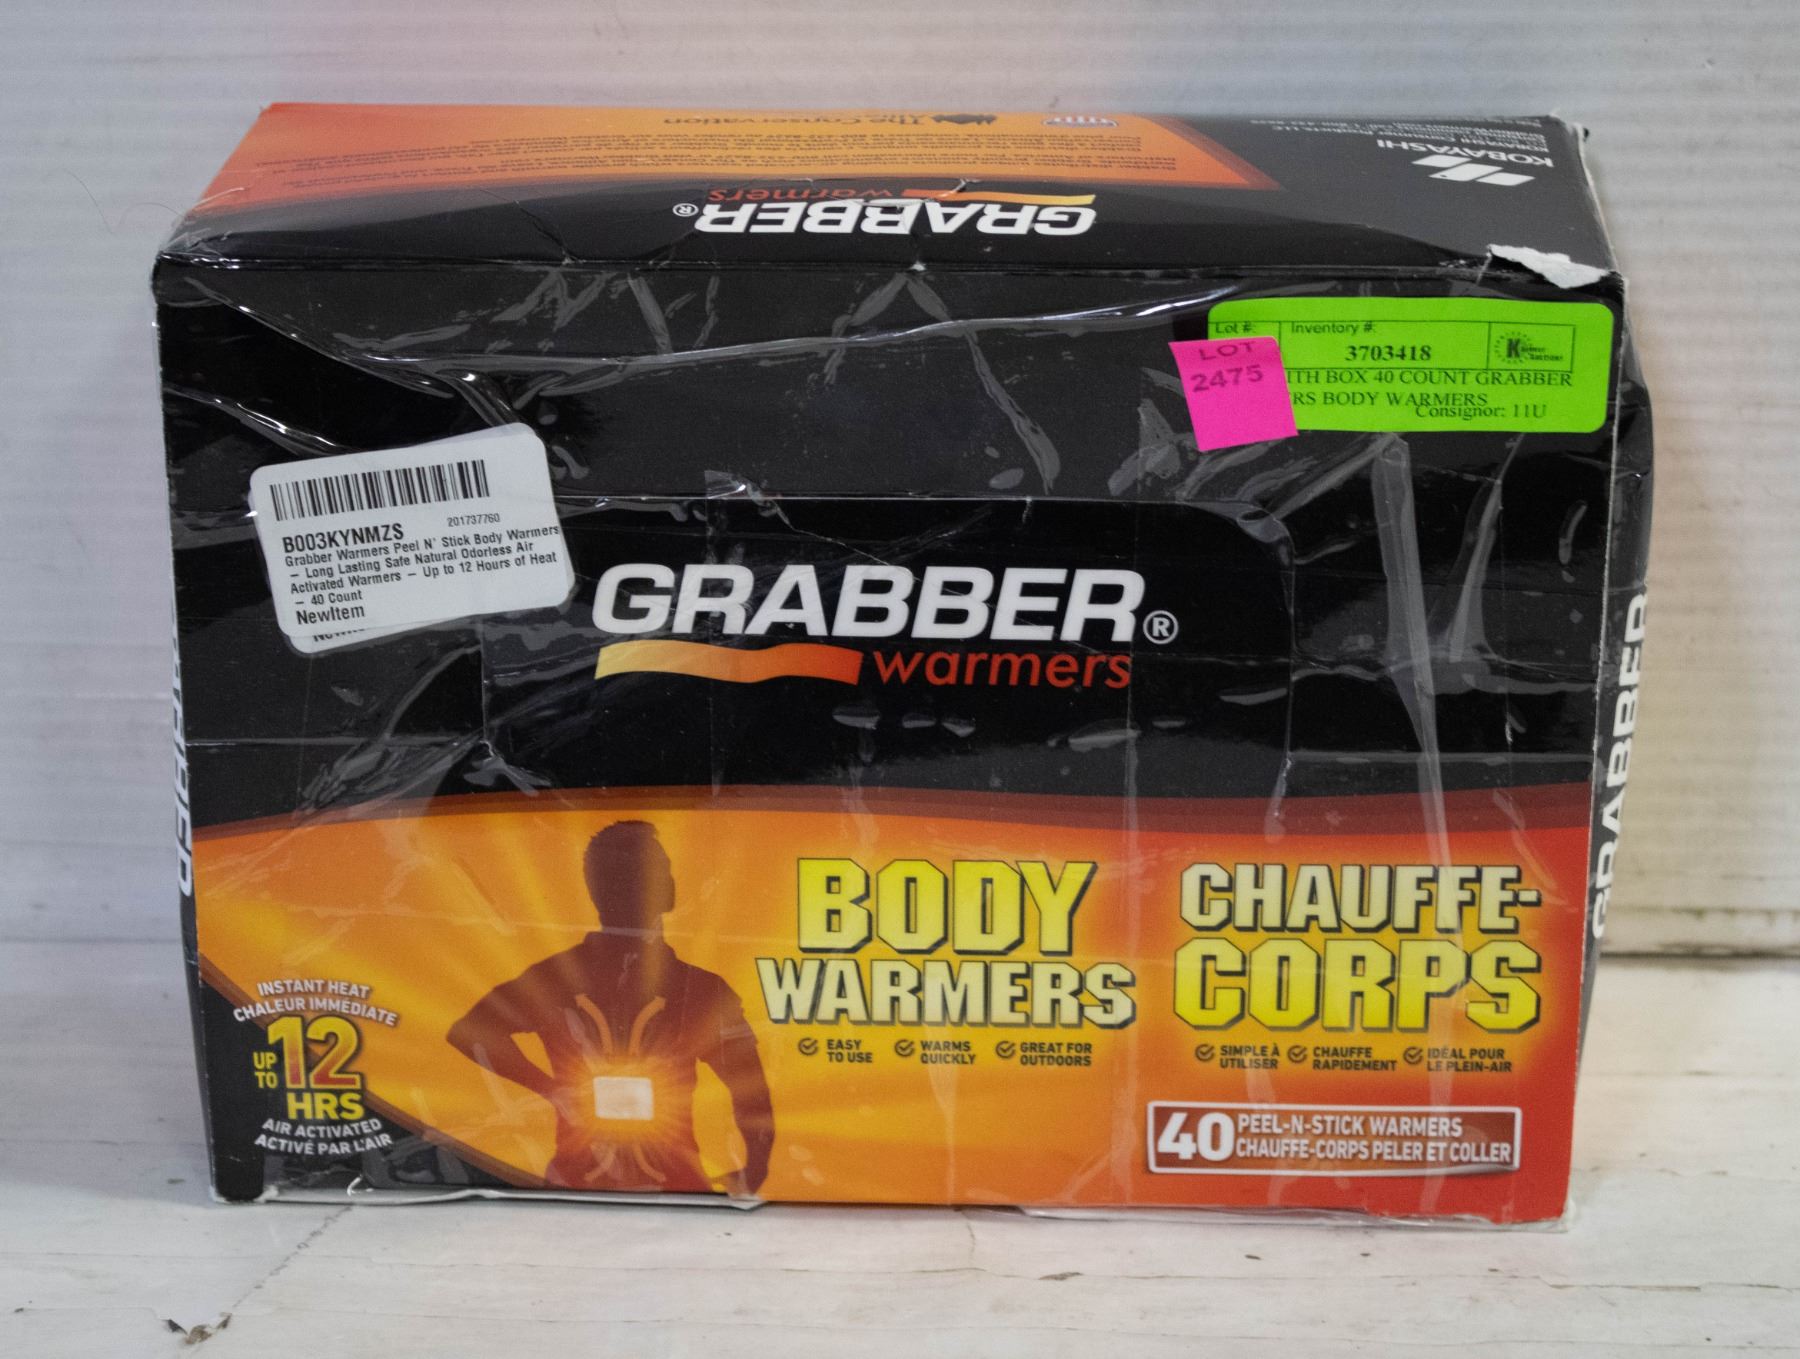 The Conservation
KOBAYASHI
GRABBER®
warmers
Lot #: Inventory #:
3703418
LOT
2475
ITH BOX 40 COUNT GRABBER
RS BODY WARMERS
Consignor: 11U
B003KYNMZS 201737760
Grabber Warmers Peel N' Stick Body Warmers
– Long Lasting Safe Natural Odorless Air
Activated Warmers – Up to 12 Hours of Heat
– 40 Count
NewItem
GRABBER®
warmers
GRABBER
BODY
WARMERS
EASY
TO USE
WARMS
QUICKLY
GREAT FOR
OUTDOORS
CHAUFFE-
CORPS
SIMPLE À
UTILISER
CHAUFFE
RAPIDEMENT
IDÉAL POUR
LE PLEIN-AIR
INSTANT HEAT
CHALEUR IMMÉDIATE
UP TO 12
HRS
AIR ACTIVATED
ACTIVÉ PAR L'AIR
40 PEEL-N-STICK WARMERS
CHAUFFE-CORPS PELER ET COLLER